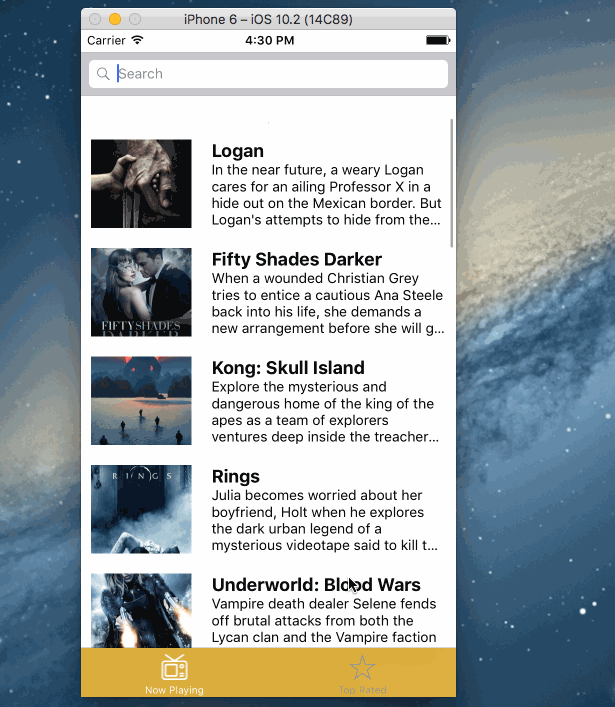 iPhone 6 – iOS 10.2 (14C89)
Carrier 4:30 PM
Search
Logan
In the near future, a weary Logan
cares for an ailing Professor X in a
hide out on the Mexican border. But
Logan's attempts to hide from the...
Fifty Shades Darker
When a wounded Christian Grey
tries to entice a cautious Ana Steele
back into his life, she demands a
new arrangement before she will g...
FIFTY SHADES
DARKER
Kong: Skull Island
Explore the mysterious and
dangerous home of the king of the
apes as a team of explorers
ventures deep inside the treacher...
RINGS
Rings
Julia becomes worried about her
boyfriend, Holt when he explores
the dark urban legend of a
mysterious videotape said to kill t...
Underworld: Blood Wars
Vampire death dealer Selene fends
off brutal attacks from both the
Lycan clan and the Vampire faction
Now Playing
Top Rated